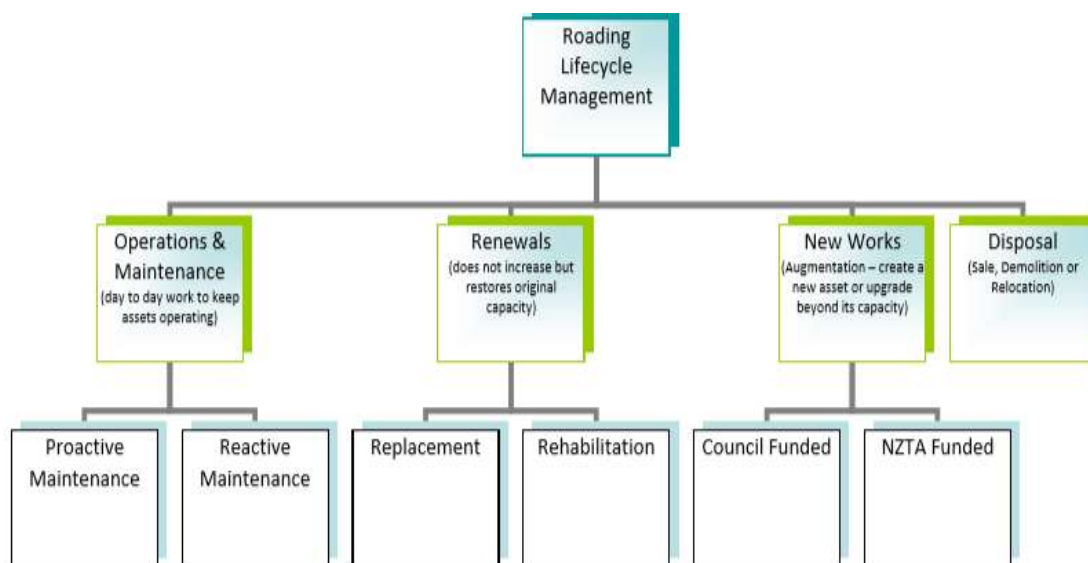 Roading
Lifecycle
Management
Operations &
Maintenance
(day to day work to keep
assets operating)
Renewals
(does not increase but
restores original
capacity)
New Works
(Augmentation – create a
new asset or upgrade
beyond its capacity)
Disposal
(Sale, Demolition or
Relocation)
Proactive
Maintenance
Reactive
Maintenance
Replacement
Rehabilitation
Council Funded
NZTA Funded